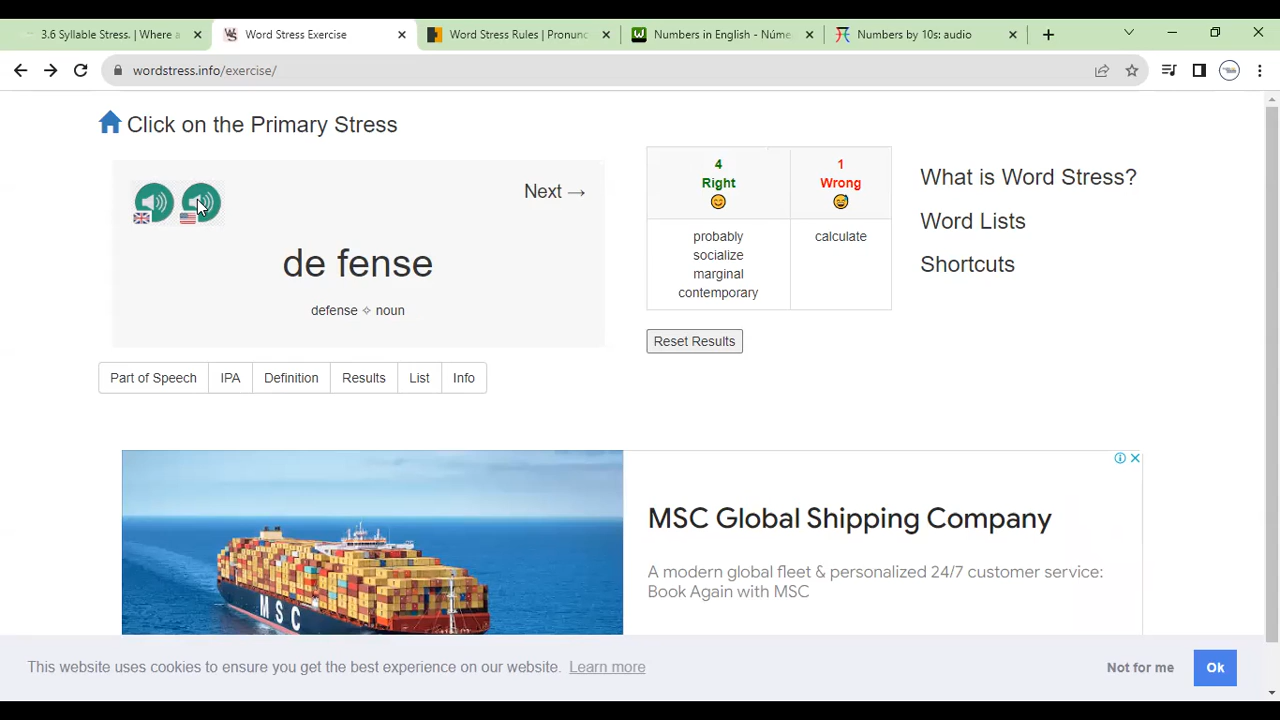 3.6 Syllable Stress. | Where a
Word Stress Exercise
Word Stress Rules | Pronunc
Numbers in English - Núme
Numbers by 10s: audio
wordstress.info/exercise/
Click on the Primary Stress
Next →
de fense
defense ✧ noun
Part of Speech
IPA
Definition
Results
List
Info
4
Right
1
Wrong
probably
socialize
marginal
contemporary
calculate
Reset Results
What is Word Stress?
Word Lists
Shortcuts
MSC
MSC Global Shipping Company
A modern global fleet & personalized 24/7 customer service:
Book Again with MSC
This website uses cookies to ensure you get the best experience on our website. Learn more
Not for me
Ok